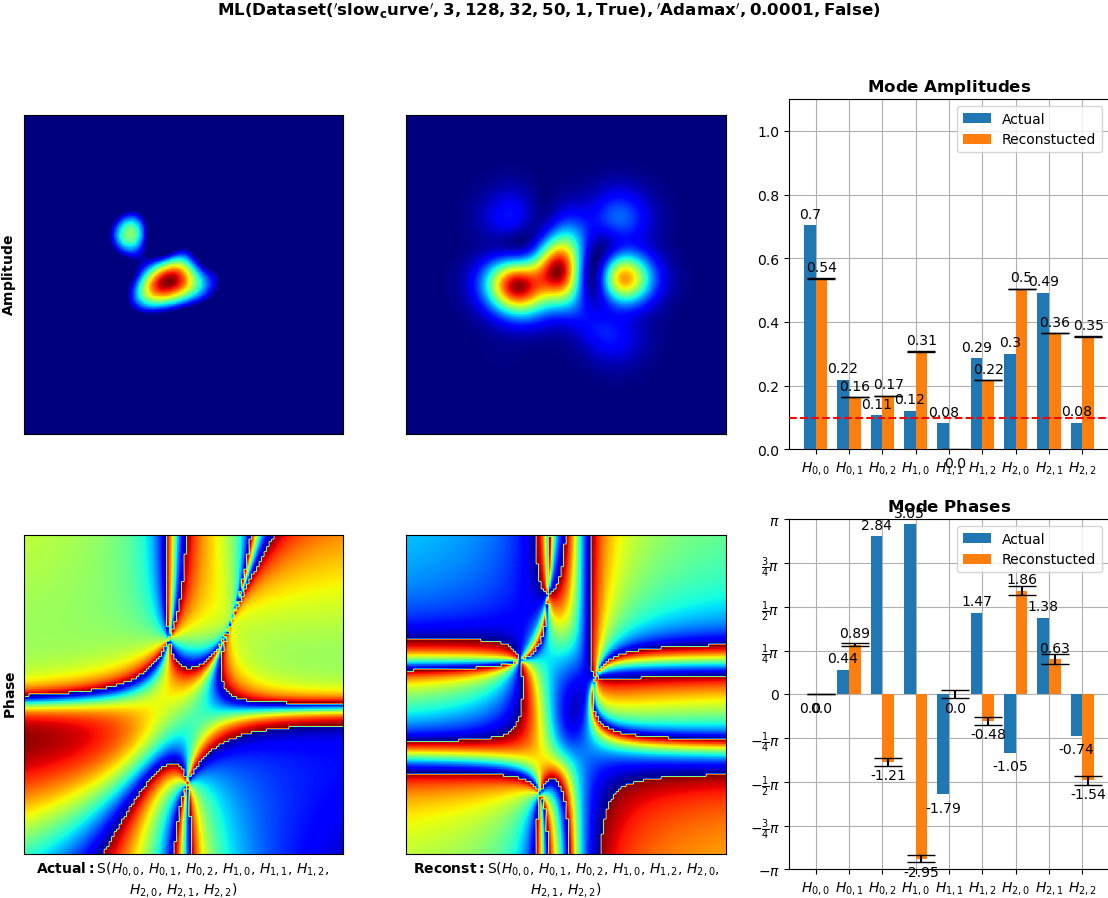 ML(Dataset('slow_curve', 3, 128, 32, 50, 1, True), 'Adamax', 0.0001, False)
Amplitude
Mode Amplitudes
Actual
Reconstucted
1.0
0.8
0.6
0.4
0.2
0.0
0.7
0.54
0.22
0.16
0.11
0.17
0.12
0.31
0.08
0.0
0.29
0.22
0.3
0.5
0.49
0.36
0.08
0.35
H0,0 H0,1 H0,2 H1,0 H1,1 H1,2 H2,0 H2,1 H2,2
Phase
Mode Phases
Actual
Reconstucted
π
3/4π
1/2π
1/4π
0
−1/4π
−1/2π
−3/4π
−π
0.0
0.0
0.44
0.89
2.84
-1.21
3.05
-2.95
-1.79
0.0
1.47
-0.48
-1.05
1.86
1.38
0.63
-0.74
-1.54
H0,0 H0,1 H0,2 H1,0 H1,1 H1,2 H2,0 H2,1 H2,2
Actual: S(H0,0, H0,1, H0,2, H1,0, H1,1, H1,2,
H2,0, H2,1, H2,2)
Reconst: S(H0,0, H0,1, H0,2, H1,0, H1,2, H2,0,
H2,1, H2,2)